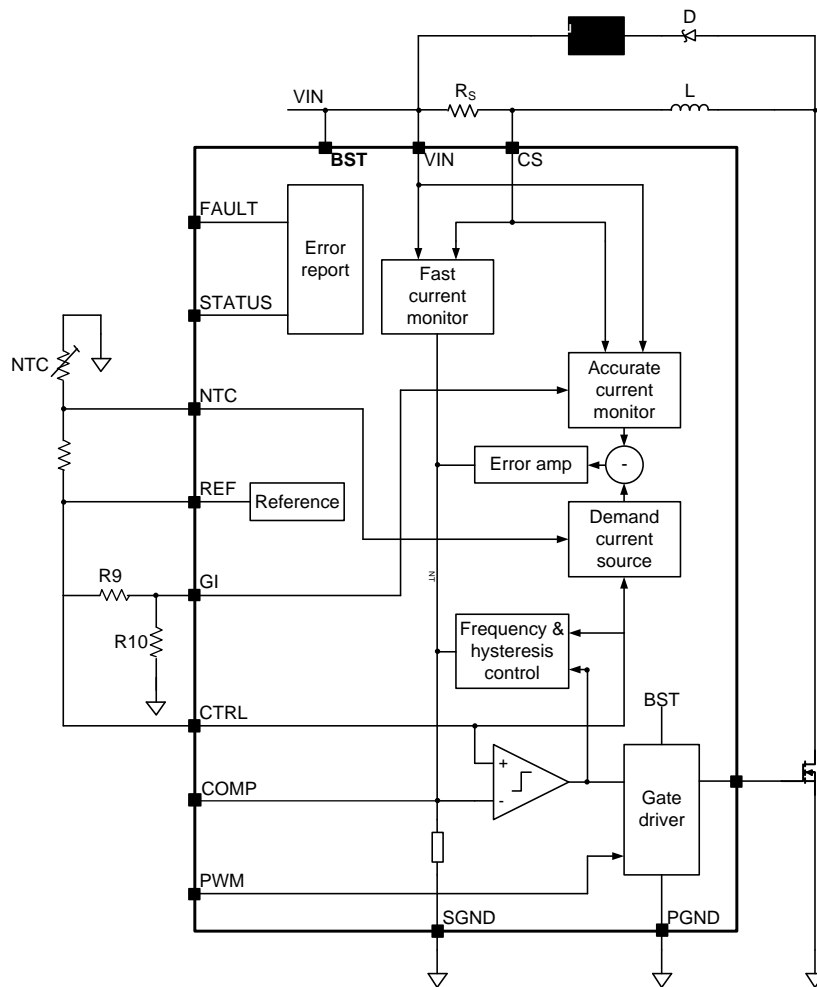 D
VIN
RS
L
BST
VIN
CS
FAULT
Error
report
STATUS
Fast
current
monitor
NTC
NTC
Accurate
current
monitor
Error amp
-
REF
Reference
Demand
current
source
R9
GI
NT
R10
Frequency &
hysteresis
control
CTRL
BST
+
COMP
-
Gate
driver
PWM
SGND
PGND